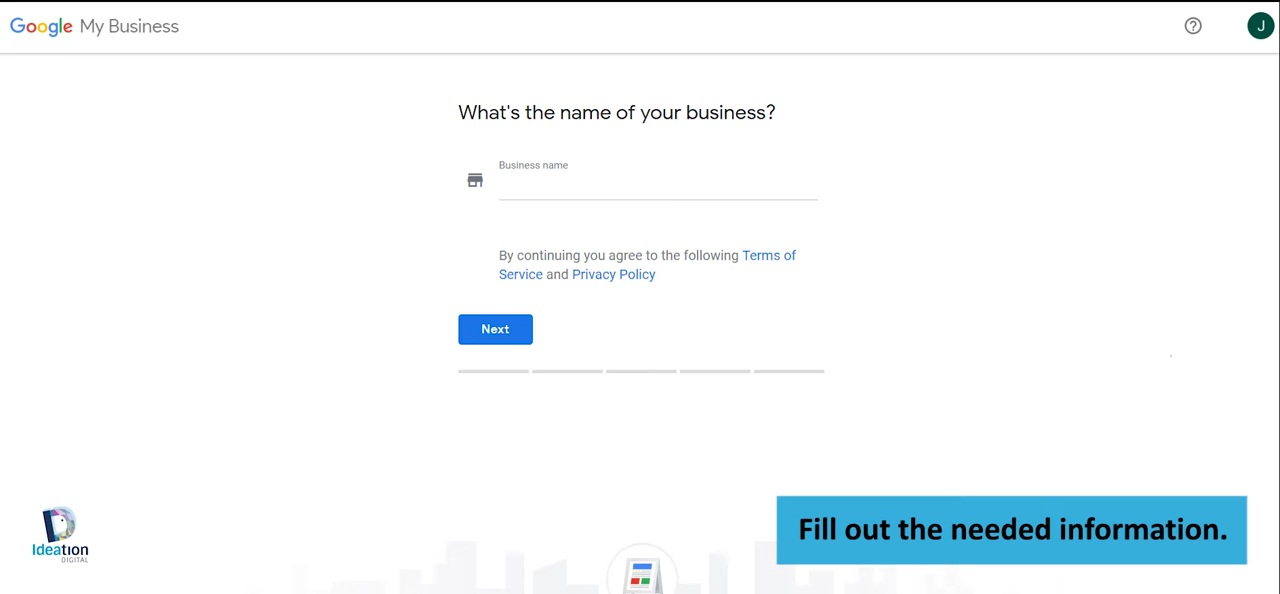 Google My Business
J
What's the name of your business?
Business name
By continuing you agree to the following Terms of
Service and Privacy Policy
Next
Ideation
DIGITAL
Fill out the needed information.